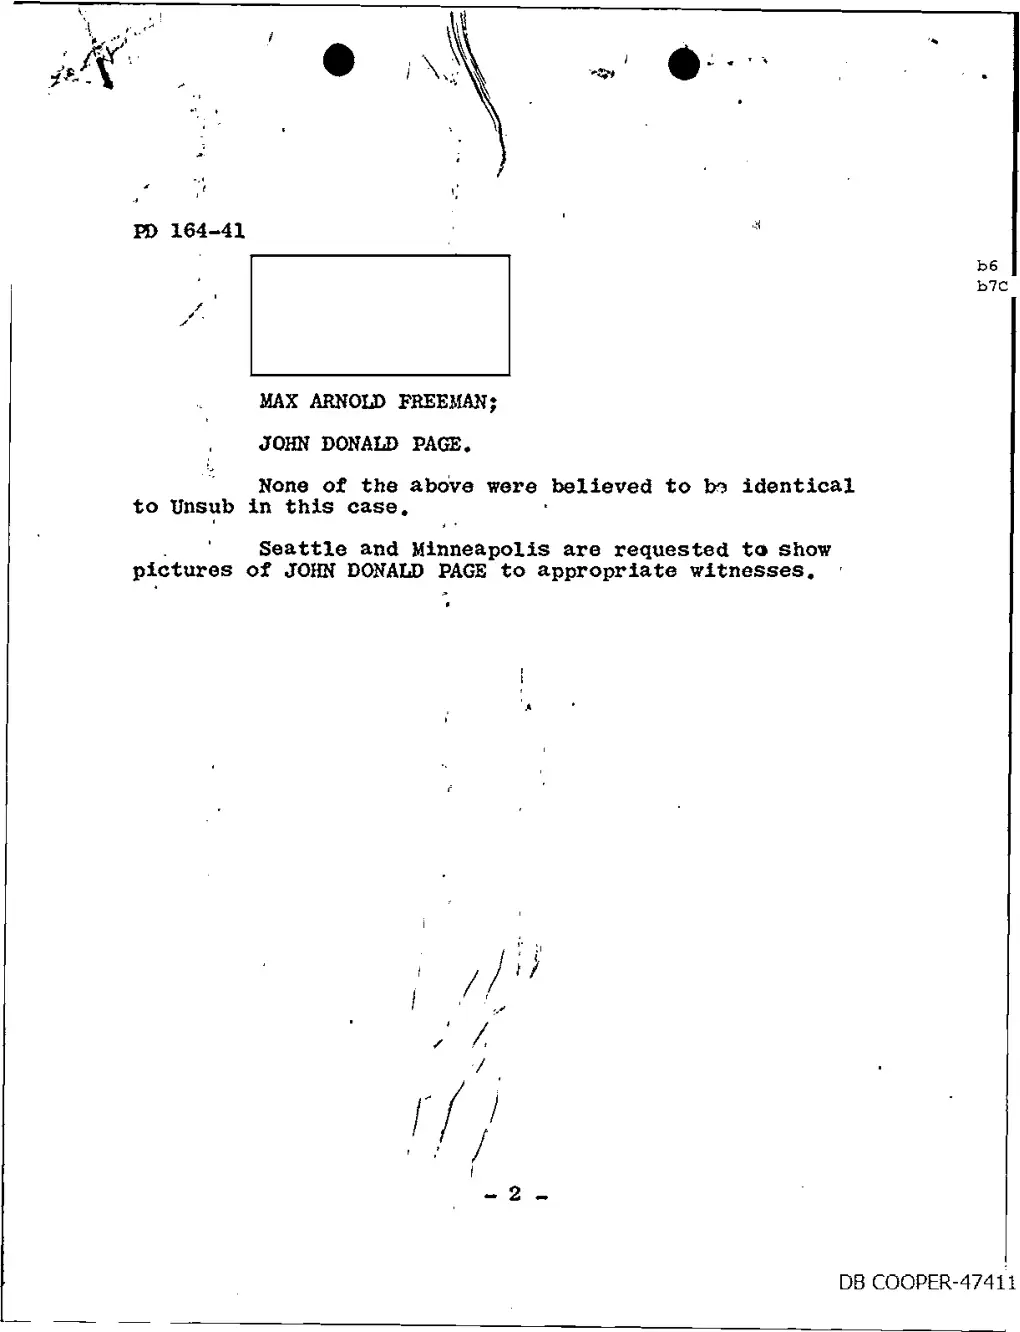 PD 164-41
b6
b7C
MAX ARNOLD FREEMAN;
JOHN DONALD PAGE.
None of the above were believed to be identical
to Unsub in this case.
Seattle and Minneapolis are requested to show
pictures of JOHN DONALD PAGE to appropriate witnesses.
- 2 -
DB COOPER-47411